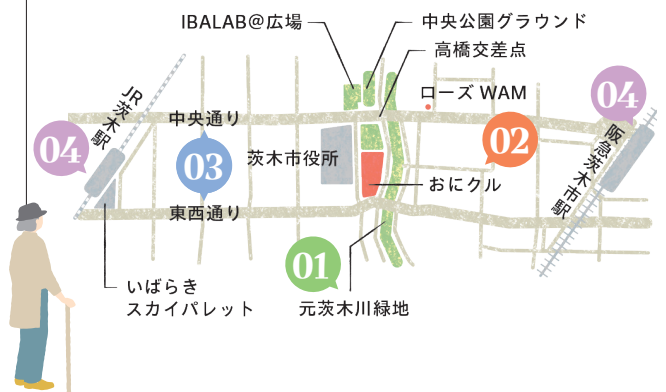 IBALAB@広場
中央公園グラウンド
高橋交差点
ローズ WAM
JR茨木駅
04
中央通り
03
茨木市役所
02
04
阪急茨木市駅
おにクル
東西通り
01
いばらき
スカイパレット
元茨木川緑地